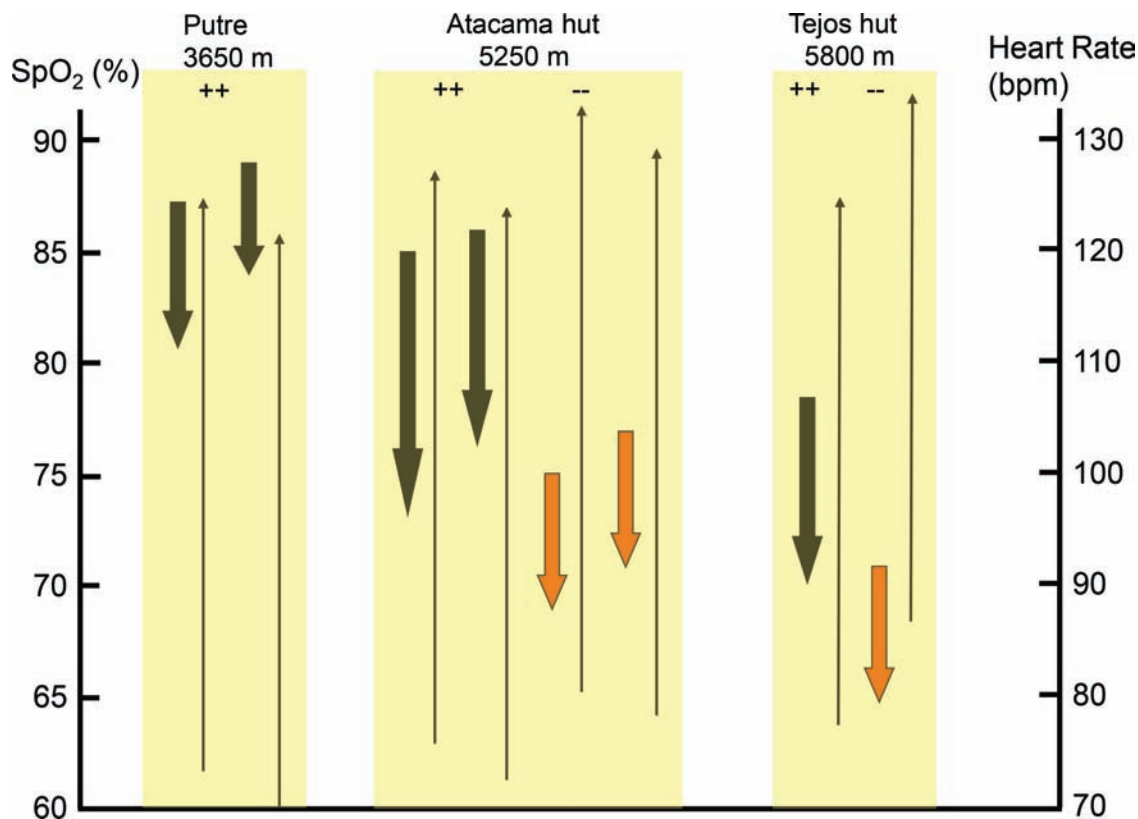 Putre
3650 m
Atacama hut
5250 m
Tejos hut
5800 m
SpO₂ (%)
Heart Rate
(bpm)
++
++
--
++
--
90
85
80
75
70
65
60
130
120
110
100
90
80
70